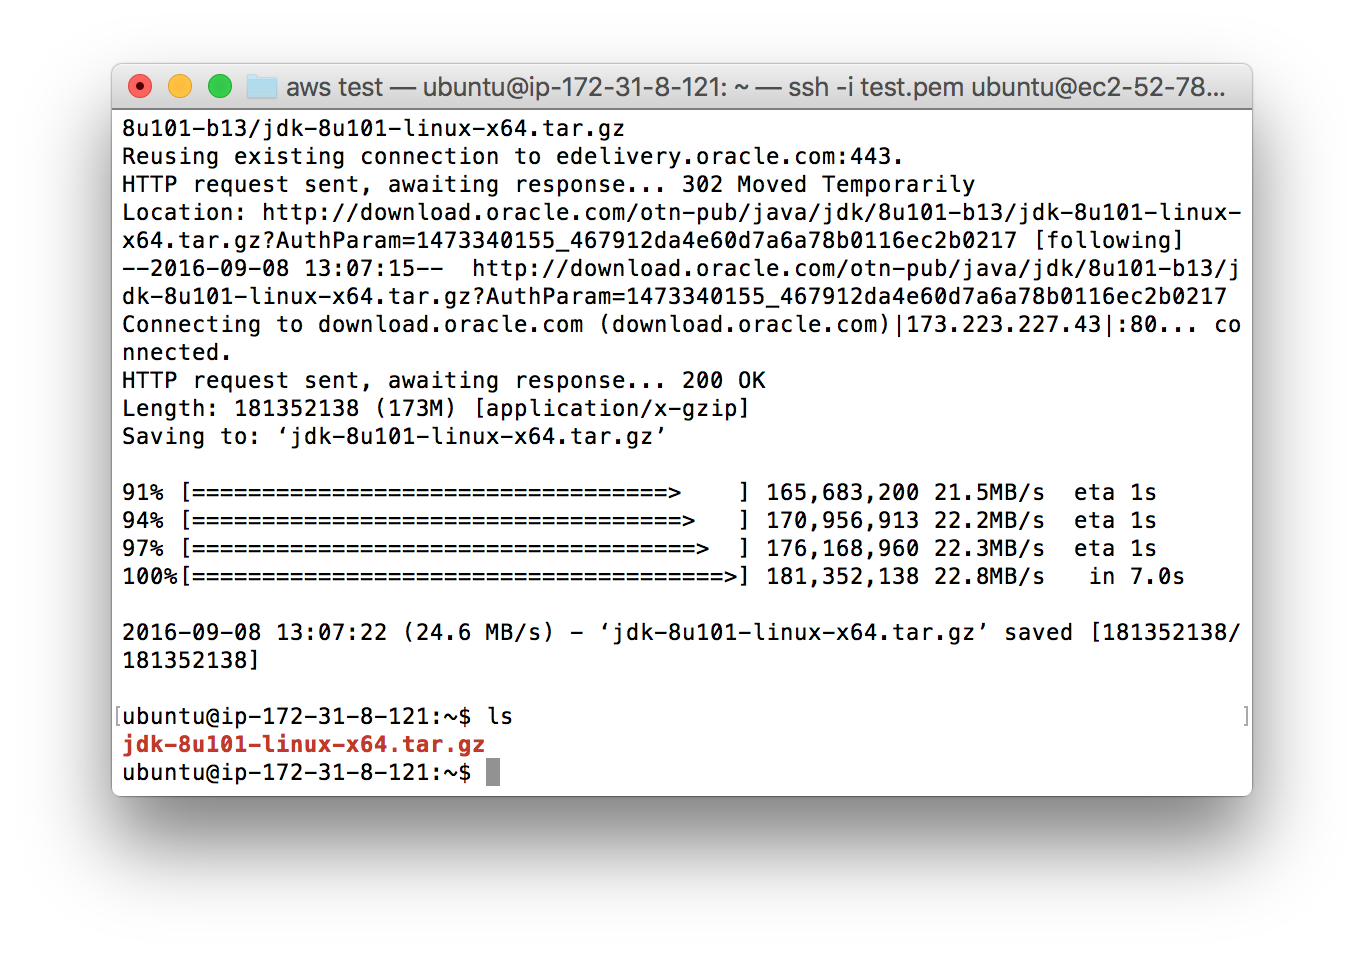 aws test — ubuntu@ip-172-31-8-121: ~ — ssh -i test.pem ubuntu@ec2-52-78...
8u101-b13/jdk-8u101-linux-x64.tar.gz
Reusing existing connection to edelivery.oracle.com:443.
HTTP request sent, awaiting response... 302 Moved Temporarily
Location: http://download.oracle.com/otn-pub/java/jdk/8u101-b13/jdk-8u101-linux-
x64.tar.gz?AuthParam=1473340155_467912da4e60d7a6a78b0116ec2b0217 [following]
--2016-09-08 13:07:15--  http://download.oracle.com/otn-pub/java/jdk/8u101-b13/j
dk-8u101-linux-x64.tar.gz?AuthParam=1473340155_467912da4e60d7a6a78b0116ec2b0217
Connecting to download.oracle.com (download.oracle.com)|173.223.227.43|:80... co
nnected.
HTTP request sent, awaiting response... 200 OK
Length: 181352138 (173M) [application/x-gzip]
Saving to: ‘jdk-8u101-linux-x64.tar.gz’
91% [==================================>    ] 165,683,200 21.5MB/s  eta 1s
94% [===================================>   ] 170,956,913 22.2MB/s  eta 1s
97% [====================================>  ] 176,168,960 22.3MB/s  eta 1s
100%[======================================>] 181,352,138 22.8MB/s   in 7.0s
2016-09-08 13:07:22 (24.6 MB/s) - ‘jdk-8u101-linux-x64.tar.gz’ saved [181352138/
181352138]
[ubuntu@ip-172-31-8-121:~$ ls ]
jdk-8u101-linux-x64.tar.gz
ubuntu@ip-172-31-8-121:~$